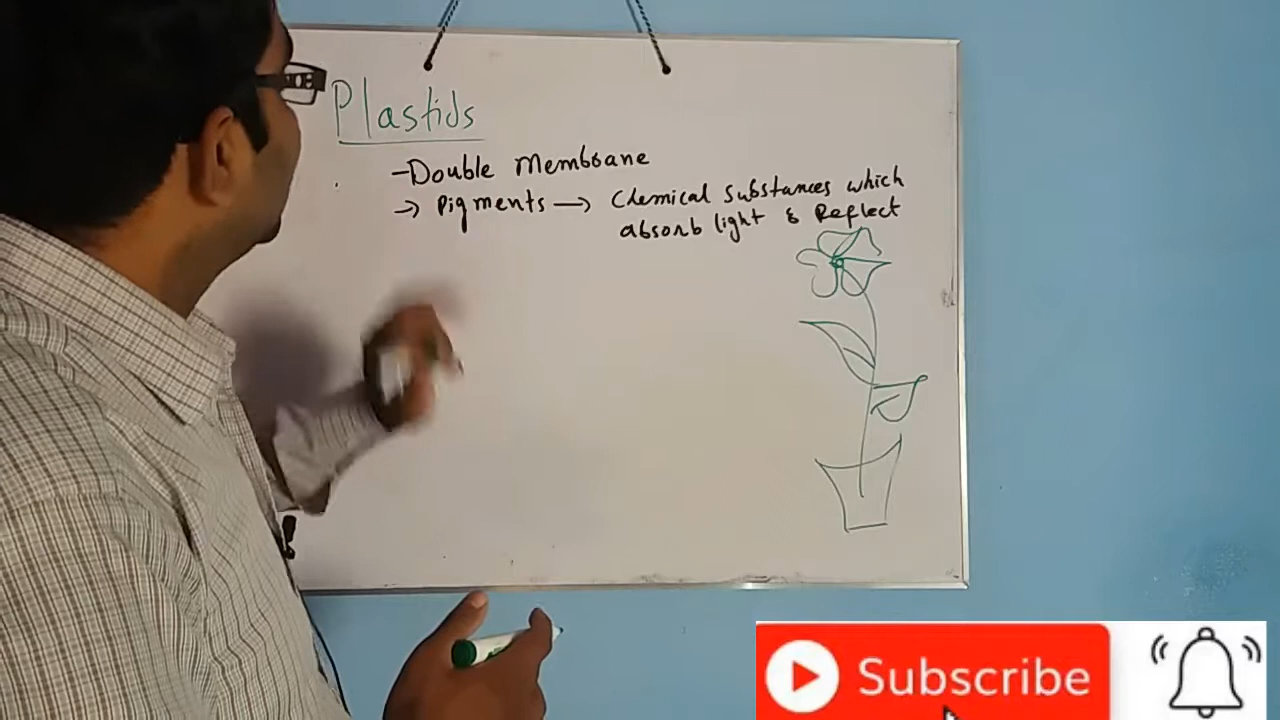 Plastids
- Double Membrane
→ Pigments → Chemical substances which
absorb light & Reflect
Subscribe